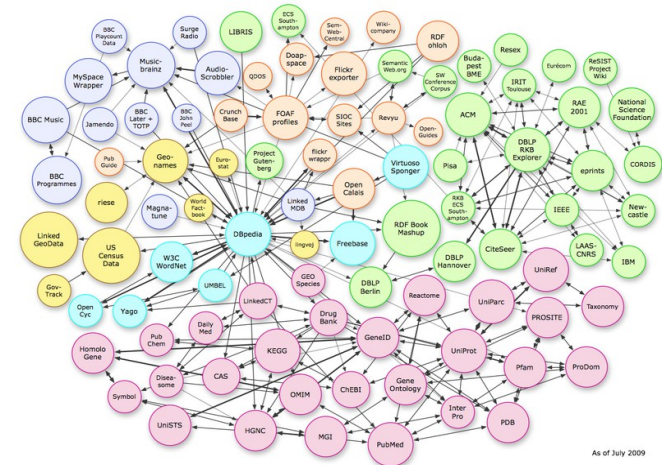 BBC
Playcount
Data
Surge
Radio
LIBRIS
ECS
South-
ampton
Sem-
Web-
Central
Wiki-
company
RDF
ohloh
Music-
brainz
Doap-
space
Semantic
Web.org
SW
Conference
Corpus
Buda-
pest
BME
Resex
Eurécom
ReSIST
Project
Wiki
MySpace
Wrapper
Audio-
Scrobbler
QDOS
Flickr
exporter
IRIT
Toulouse
RAE
2001
National
Science
Foundation
BBC Music
Jamendo
BBC
Later +
TOTP
BBC
John
Peel
Crunch
Base
FOAF
profiles
SIOC
Sites
Revyu
Open-
Guides
ACM
DBLP
RKB
Explorer
BBC
Programmes
Pub
Guide
Geo-
names
Euro-
stat
Project
Guten-
berg
flickr
wrappr
Virtuoso
Sponger
Pisa
eprints
CORDIS
riese
Magna-
tune
World
Fact-
book
Linked
MDB
Open
Calais
RKB
ECS
South-
ampton
IEEE
New-
castle
Linked
GeoData
US
Census
Data
W3C
WordNet
DBpedia
lingvoj
Freebase
RDF Book
Mashup
CiteSeer
LAAS-
CNRS
IBM
Gov-
Track
Open
Cyc
Yago
UMBEL
GEO
Species
DBLP
Berlin
DBLP
Hannover
UniRef
LinkedCT
Reactome
UniParc
Taxonomy
Daily
Med
Drug
Bank
PROSITE
Homolo
Gene
Pub
Chem
KEGG
GeneID
UniProt
Pfam
ProDom
Symbol
Disea-
some
CAS
ChEBI
Gene
Ontology
OMIM
Inter
Pro
PDB
UniSTS
HGNC
MGI
PubMed
As of July 2009